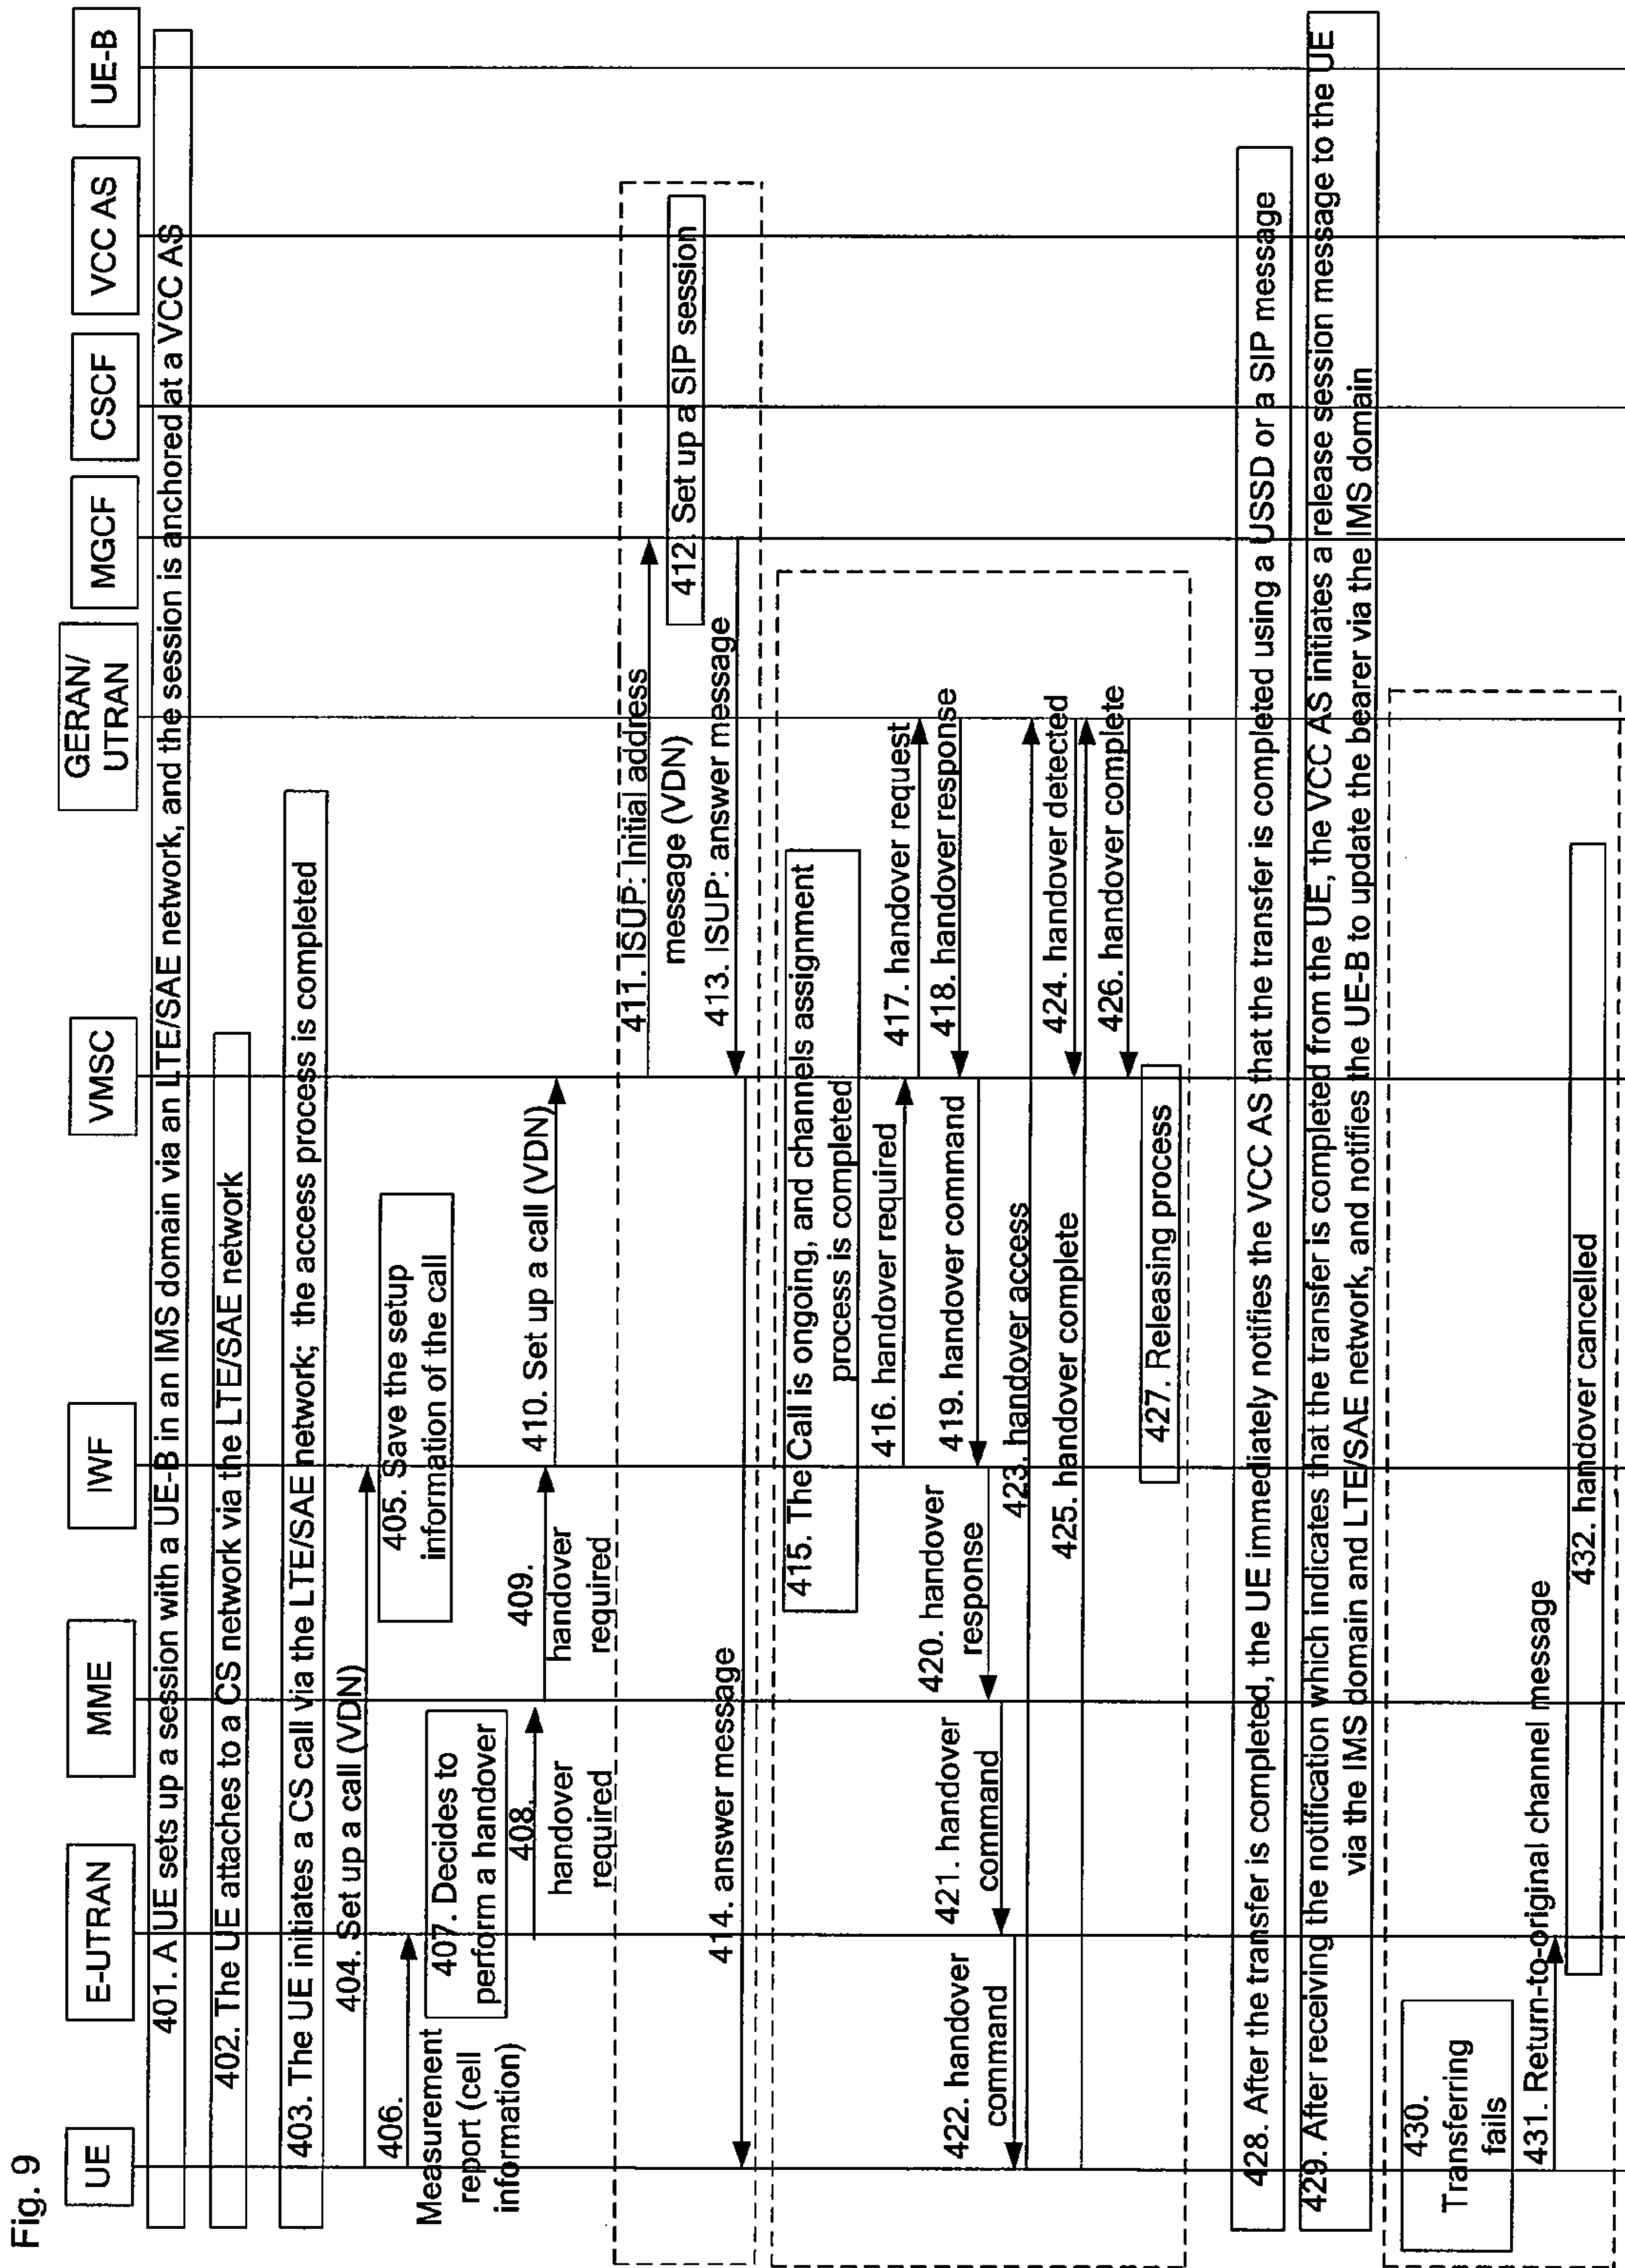 Fig. 9
UE
E-UTRAN
MME
IWF
VMSC
GERAN/
UTRAN
MGCF
CSCF
VCC AS
UE-B
401. A UE sets up a session with a UE-B in an IMS domain via an LTE/SAE network, and the session is anchored at a VCC AS
402. The UE attaches to a CS network via the LTE/SAE network
403. The UE initiates a CS call via the LTE/SAE network; the access process is completed
404. Set up a call (VDN)
405. Save the setup
information of the call
406.
Measurement
report (cell
information)
407. Decides to
perform a handover
408.
handover
required
409.
handover
required
410. Set up a call (VDN)
411. ISUP: Initial address
message (VDN)
412. Set up a SIP session
413. ISUP: answer message
414. answer message
415. The Call is ongoing, and channels assignment
process is completed
416. handover required
417. handover request
418. handover response
419. handover command
420. handover
response
421. handover
command
422. handover
command
423. handover access
424. handover detected
425. handover complete
426. handover complete
427. Releasing process
428. After the transfer is completed, the UE immediately notifies the VCC AS that the transfer is completed using a USSD or a SIP message
429. After receiving the notification which indicates that the transfer is completed from the UE, the VCC AS initiates a release session message to the UE
via the IMS domain and LTE/SAE network, and notifies the UE-B to update the bearer via the IMS domain
430.
Transferring
fails
431. Return-to-original channel message
432. handover cancelled